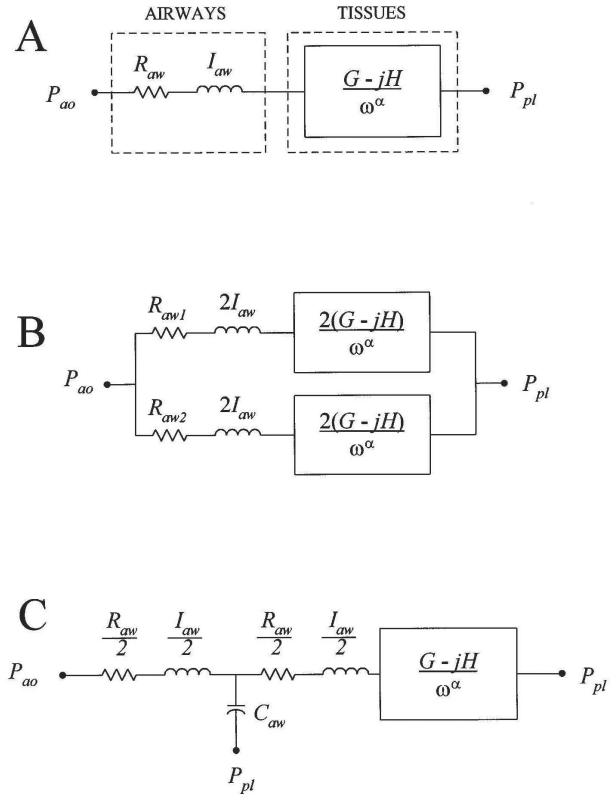 AIRWAYS TISSUES
A
R_aw I_aw
P_ao
G - jH
ω^α
P_pl
B
R_aw1 2I_aw
2(G - jH)
ω^α
P_ao
P_pl
R_aw2 2I_aw
2(G - jH)
ω^α
C
R_aw/2 I_aw/2 R_aw/2 I_aw/2
P_ao
G - jH
ω^α
P_pl
C_aw
P_pl